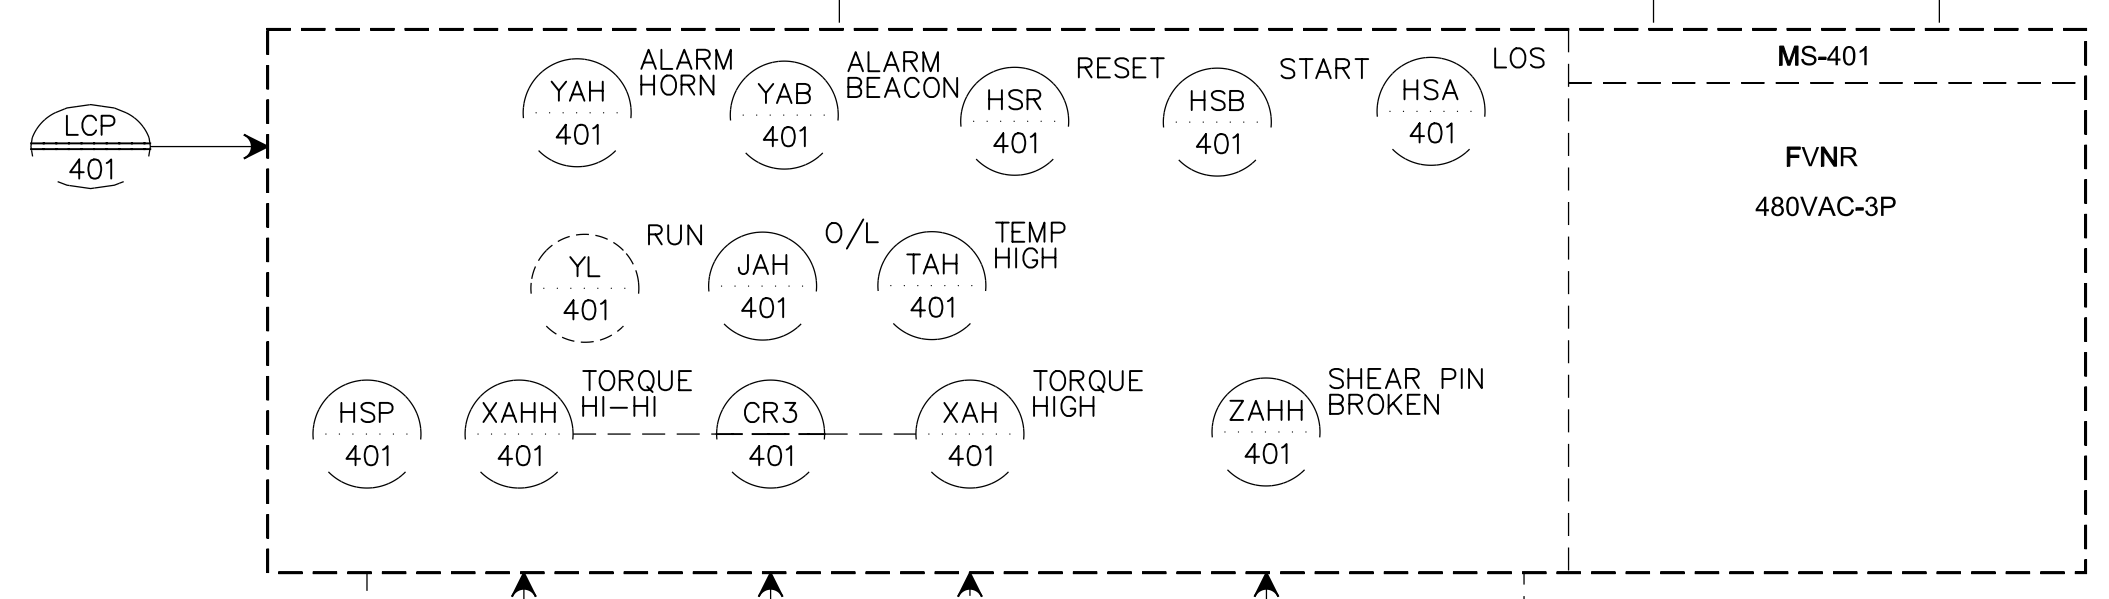 LCP
401
YAH
401
ALARM
HORN
YAB
401
ALARM
BEACON
HSR
401
RESET
HSB
401
START
HSA
401
LOS
MS-401
FVNR
480VAC-3P
YL
401
RUN
JAH
401
O/L
TAH
401
TEMP
HIGH
HSP
401
XAHH
401
TORQUE
HI-HI
CR3
401
XAH
401
TORQUE
HIGH
ZAHH
401
SHEAR PIN
BROKEN